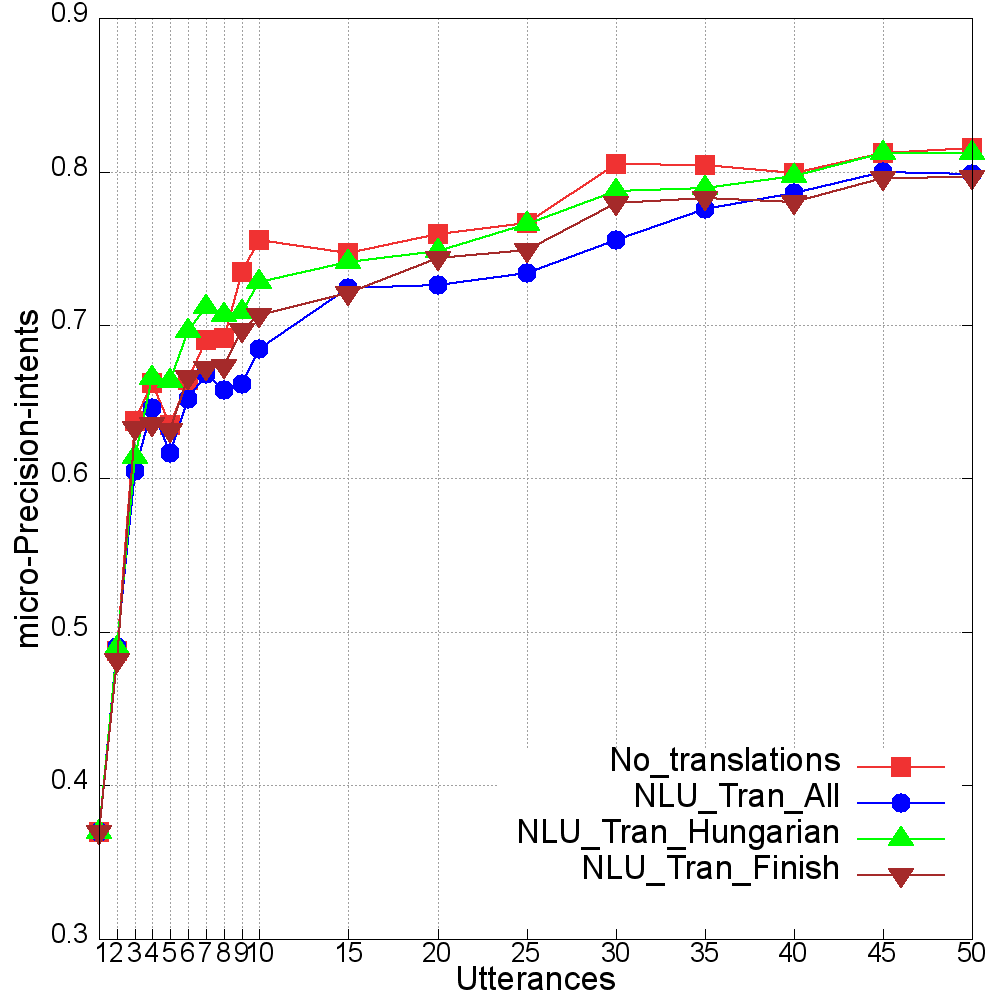 0.9
0.8
0.7
0.6
0.5
0.4
0.3
micro-Precision-intents
No_translations
NLU_Tran_All
NLU_Tran_Hungarian
NLU_Tran_Finish
1 2 3 4 5 6 7 8 9 10 15 20 25 30 35 40 45 50
Utterances